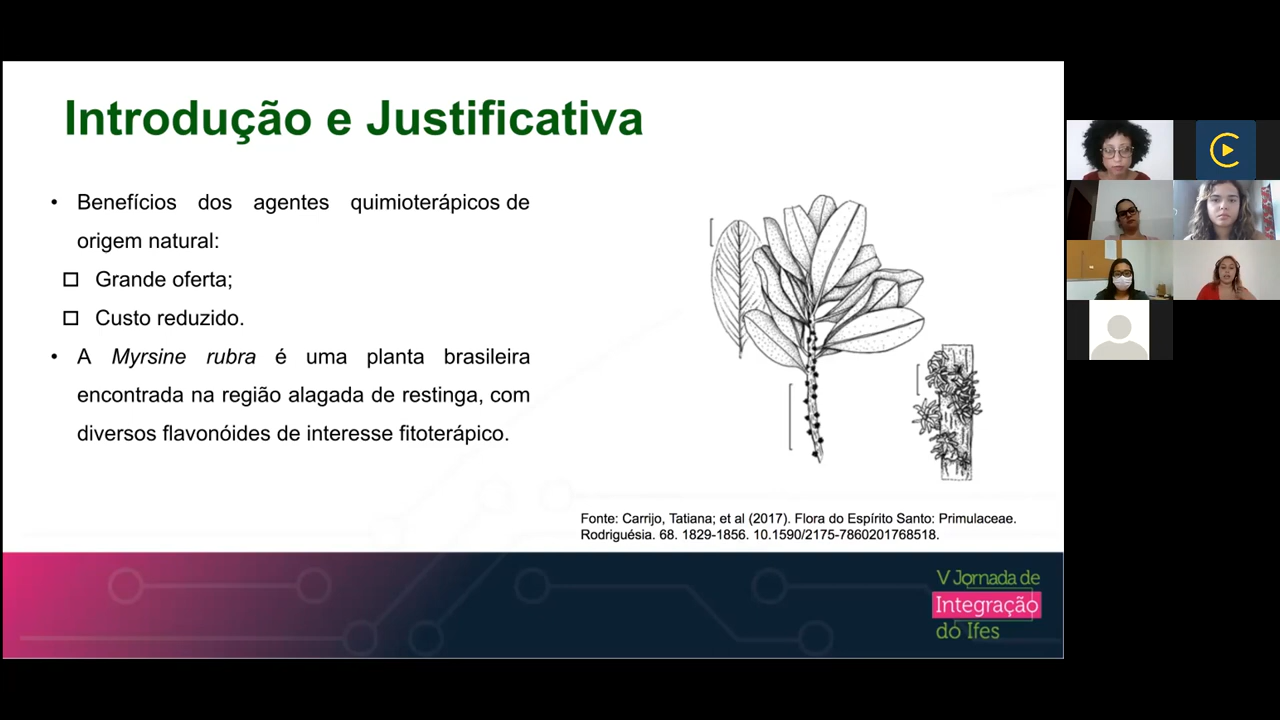 Introdução e Justificativa
• Benefícios dos agentes quimioterápicos de
origem natural:
Grande oferta;
Custo reduzido.
• A Myrsine rubra é uma planta brasileira
encontrada na região alagada de restinga, com
diversos flavonóides de interesse fitoterápico.
Fonte: Carrijo, Tatiana; et al (2017). Flora do Espírito Santo: Primulaceae.
Rodriguésia. 68. 1829-1856. 10.1590/2175-7860201768518.
V Jornada de
Integração
do Ifes